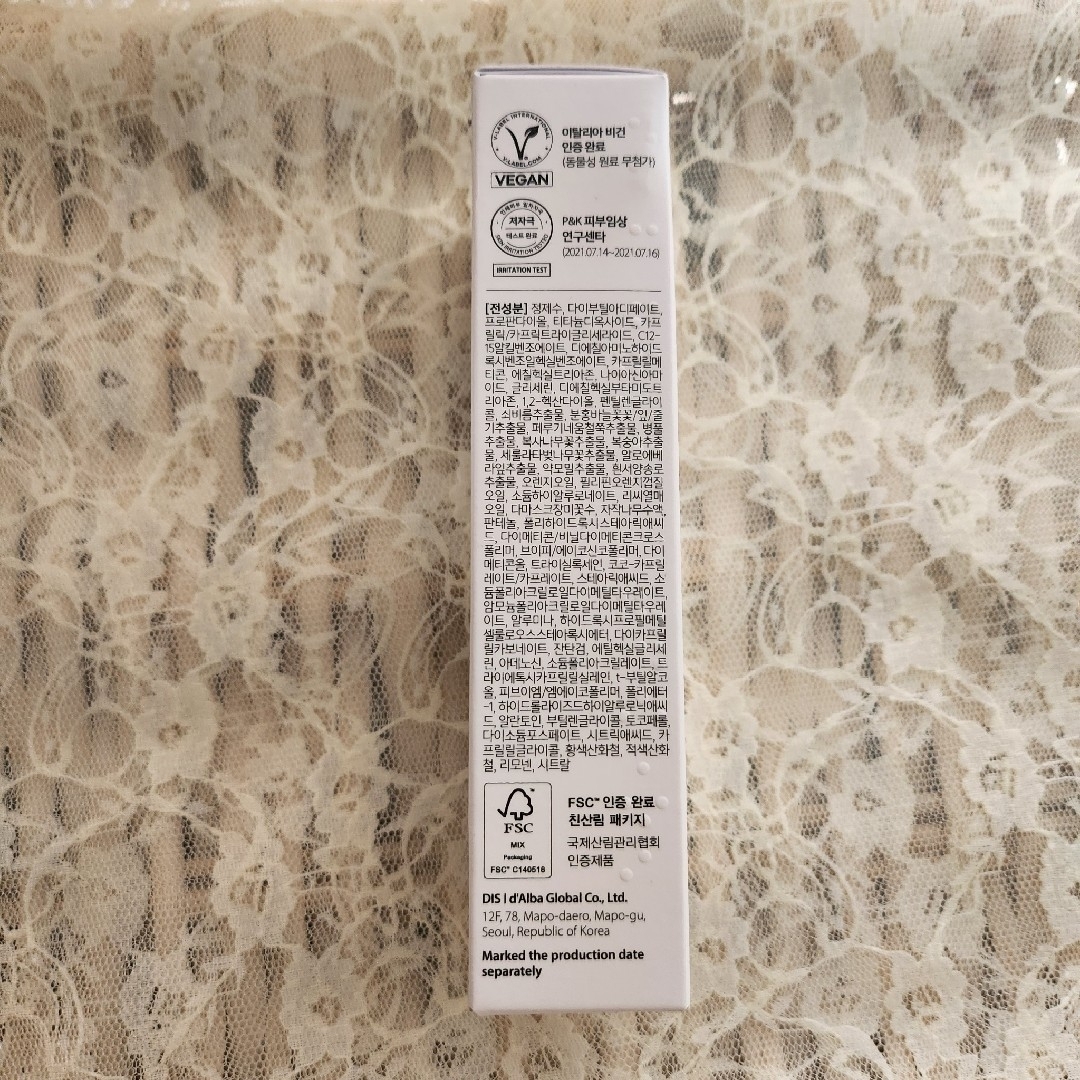 V-LABEL INTERNATIONAL
V-LABEL.COM
VEGAN
이탈리아 비건
인증 완료
(동물성 원료 무첨가)
저자극
테스트 완료
SKIN IRRITATION TESTED
IRRITATION TEST
P&K 피부임상
연구센타
(2021.07.14~2021.07.16)
[전성분] 정제수, 다이부틸아디페이트,
프로판다이올, 티타늄디옥사이드, 카프
릴릭/카프릭트라이글리세라이드, C12-
15알킬벤조에이트, 디에칠아미노하이드
록시벤조일헥실벤조에이트, 카프릴릴메
티콘, 에칠헥실트리아존, 나이아신아마
이드, 글리세린, 디에칠헥실부타미도트
리아존, 1,2-헥산다이올, 펜틸렌글라이
콜, 쇠비름추출물, 분홍바늘꽃꽃/잎/줄
기추출물, 페루기네움철쭉추출물, 병풀
추출물, 복사나무꽃추출물, 복숭아추출
물, 세룰라타벚나무꽃추출물, 알로에베
라잎추출물, 약모밀추출물, 흰서양송로
추출물, 오렌지오일, 필리핀오렌지껍질
오일, 소듐하이알루로네이트, 리씨열매
오일, 다마스크장미꽃수, 자작나무수액,
판테놀, 폴리하이드록시스테아릭애씨
드, 다이메티콘/비닐다이메티콘크로스
폴리머, 브이피/에이코신코폴리머, 다이
메티콘올, 트라이실록세인, 코코-카프릴
레이트/카프레이트, 스테아릭애씨드, 소
듐폴리아크릴로일다이메틸타우레이트,
암모늄폴리아크릴로일다이메틸타우레
이트, 알루미나, 하이드록시프로필메틸
셀룰로오스스테아록시에터, 다이카프릴
릴카보네이트, 잔탄검, 에틸헥실글리세
린, 아데노신, 소듐폴리아크릴레이트, 트
라이에톡시카프릴릴실레인, t-부틸알코
올, 피브이엠/엠에이코폴리머, 폴리에터
-1, 하이드롤라이즈드하이알루로닉애씨
드, 알란토인, 부틸렌글라이콜, 토코페롤,
다이소듐포스페이트, 시트릭애씨드, 카
프릴릴글라이콜, 황색산화철, 적색산화
철, 리모넨, 시트랄
FSC™
MIX
Packaging
FSC™ C140516
FSC™ 인증 완료
친산림 패키지
국제산림관리협회
인증제품
DIS | d'Alba Global Co., Ltd.
12F, 78, Mapo-daero, Mapo-gu,
Seoul, Republic of Korea
Marked the production date
separately